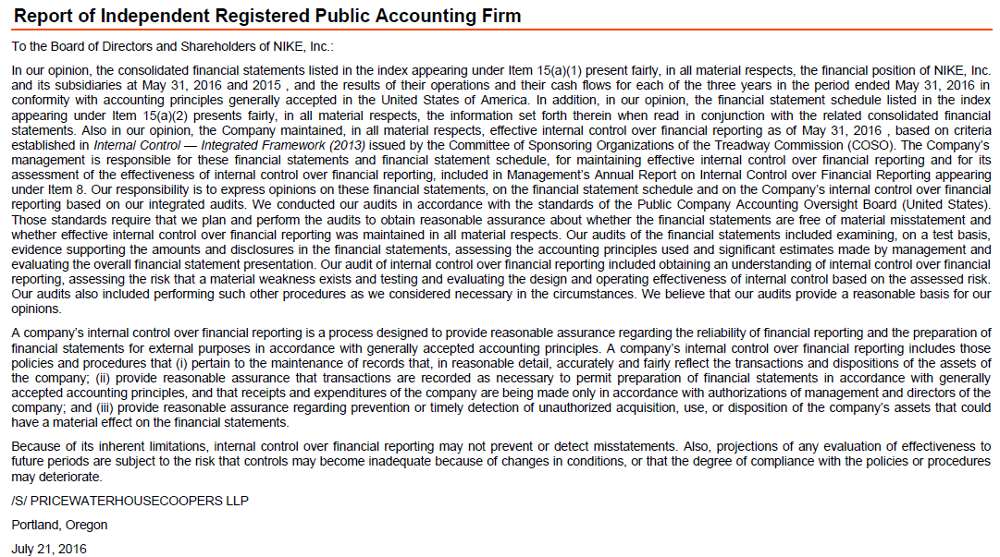 Report of Independent Registered Public Accounting Firm
To the Board of Directors and Shareholders of NIKE, Inc.:
In our opinion, the consolidated financial statements listed in the index appearing under Item 15(a)(1) present fairly, in all material respects, the financial position of NIKE, Inc.
and its subsidiaries at May 31, 2016 and 2015 , and the results of their operations and their cash flows for each of the three years in the period ended May 31, 2016 in
conformity with accounting principles generally accepted in the United States of America. In addition, in our opinion, the financial statement schedule listed in the index
appearing under Item 15(a)(2) presents fairly, in all material respects, the information set forth therein when read in conjunction with the related consolidated financial
statements. Also in our opinion, the Company maintained, in all material respects, effective internal control over financial reporting as of May 31, 2016 , based on criteria
established in Internal Control — Integrated Framework (2013) issued by the Committee of Sponsoring Organizations of the Treadway Commission (COSO). The Company's
management is responsible for these financial statements and financial statement schedule, for maintaining effective internal control over financial reporting and for its
assessment of the effectiveness of internal control over financial reporting, included in Management's Annual Report on Internal Control over Financial Reporting appearing
under Item 8. Our responsibility is to express opinions on these financial statements, on the financial statement schedule and on the Company's internal control over financial
reporting based on our integrated audits. We conducted our audits in accordance with the standards of the Public Company Accounting Oversight Board (United States).
Those standards require that we plan and perform the audits to obtain reasonable assurance about whether the financial statements are free of material misstatement and
whether effective internal control over financial reporting was maintained in all material respects. Our audits of the financial statements included examining, on a test basis,
evidence supporting the amounts and disclosures in the financial statements, assessing the accounting principles used and significant estimates made by management and
evaluating the overall financial statement presentation. Our audit of internal control over financial reporting included obtaining an understanding of internal control over financial
reporting, assessing the risk that a material weakness exists and testing and evaluating the design and operating effectiveness of internal control based on the assessed risk.
Our audits also included performing such other procedures as we considered necessary in the circumstances. We believe that our audits provide a reasonable basis for our
opinions.
A company's internal control over financial reporting is a process designed to provide reasonable assurance regarding the reliability of financial reporting and the preparation of
financial statements for external purposes in accordance with generally accepted accounting principles. A company's internal control over financial reporting includes those
policies and procedures that (i) pertain to the maintenance of records that, in reasonable detail, accurately and fairly reflect the transactions and dispositions of the assets of
the company; (ii) provide reasonable assurance that transactions are recorded as necessary to permit preparation of financial statements in accordance with generally
accepted accounting principles, and that receipts and expenditures of the company are being made only in accordance with authorizations of management and directors of the
company; and (iii) provide reasonable assurance regarding prevention or timely detection of unauthorized acquisition, use, or disposition of the company's assets that could
have a material effect on the financial statements.
Because of its inherent limitations, internal control over financial reporting may not prevent or detect misstatements. Also, projections of any evaluation of effectiveness to
future periods are subject to the risk that controls may become inadequate because of changes in conditions, or that the degree of compliance with the policies or procedures
may deteriorate.
/S/ PRICEWATERHOUSECOOPERS LLP
Portland, Oregon
July 21, 2016